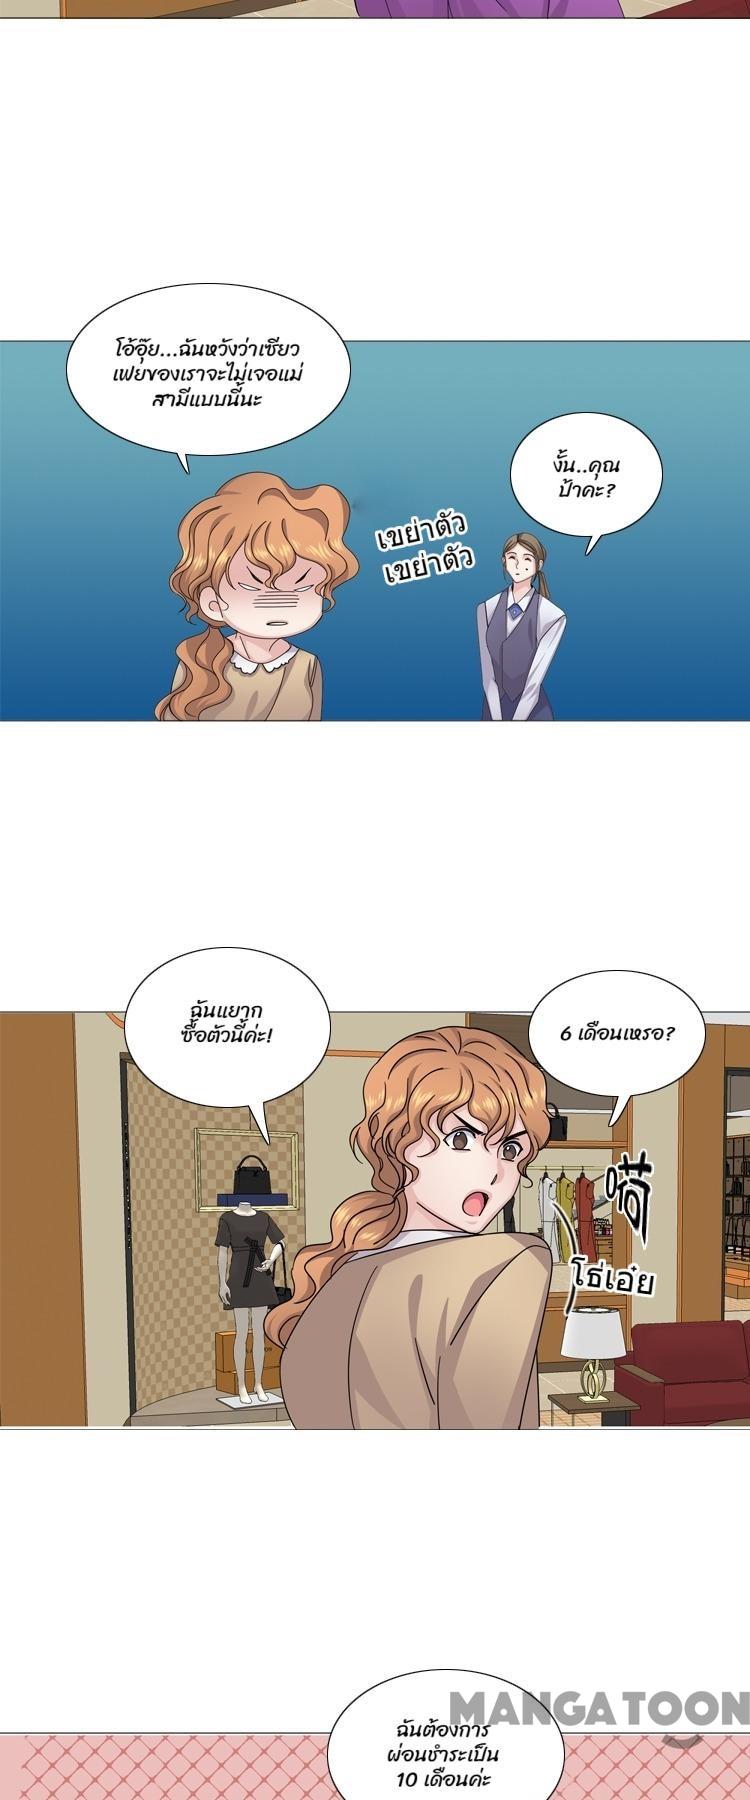 โอ้อุ๊ย...ฉันหวังว่าเซียว
เฟยของเราจะไม่เจอแม่
สามีแบบนี้นะ
งั้น..คุณ
ป้าคะ?
เขย่าตัว
เขย่าตัว
ฉันแยาก
ซื้อตัวนี้ค่ะ!
6 เดือนเหรอ?
嗒
โธ่เอ๋ย
MANGATOON
ฉันต้องการ
ผ่อนชำระเป็น
10 เดือนค่ะ